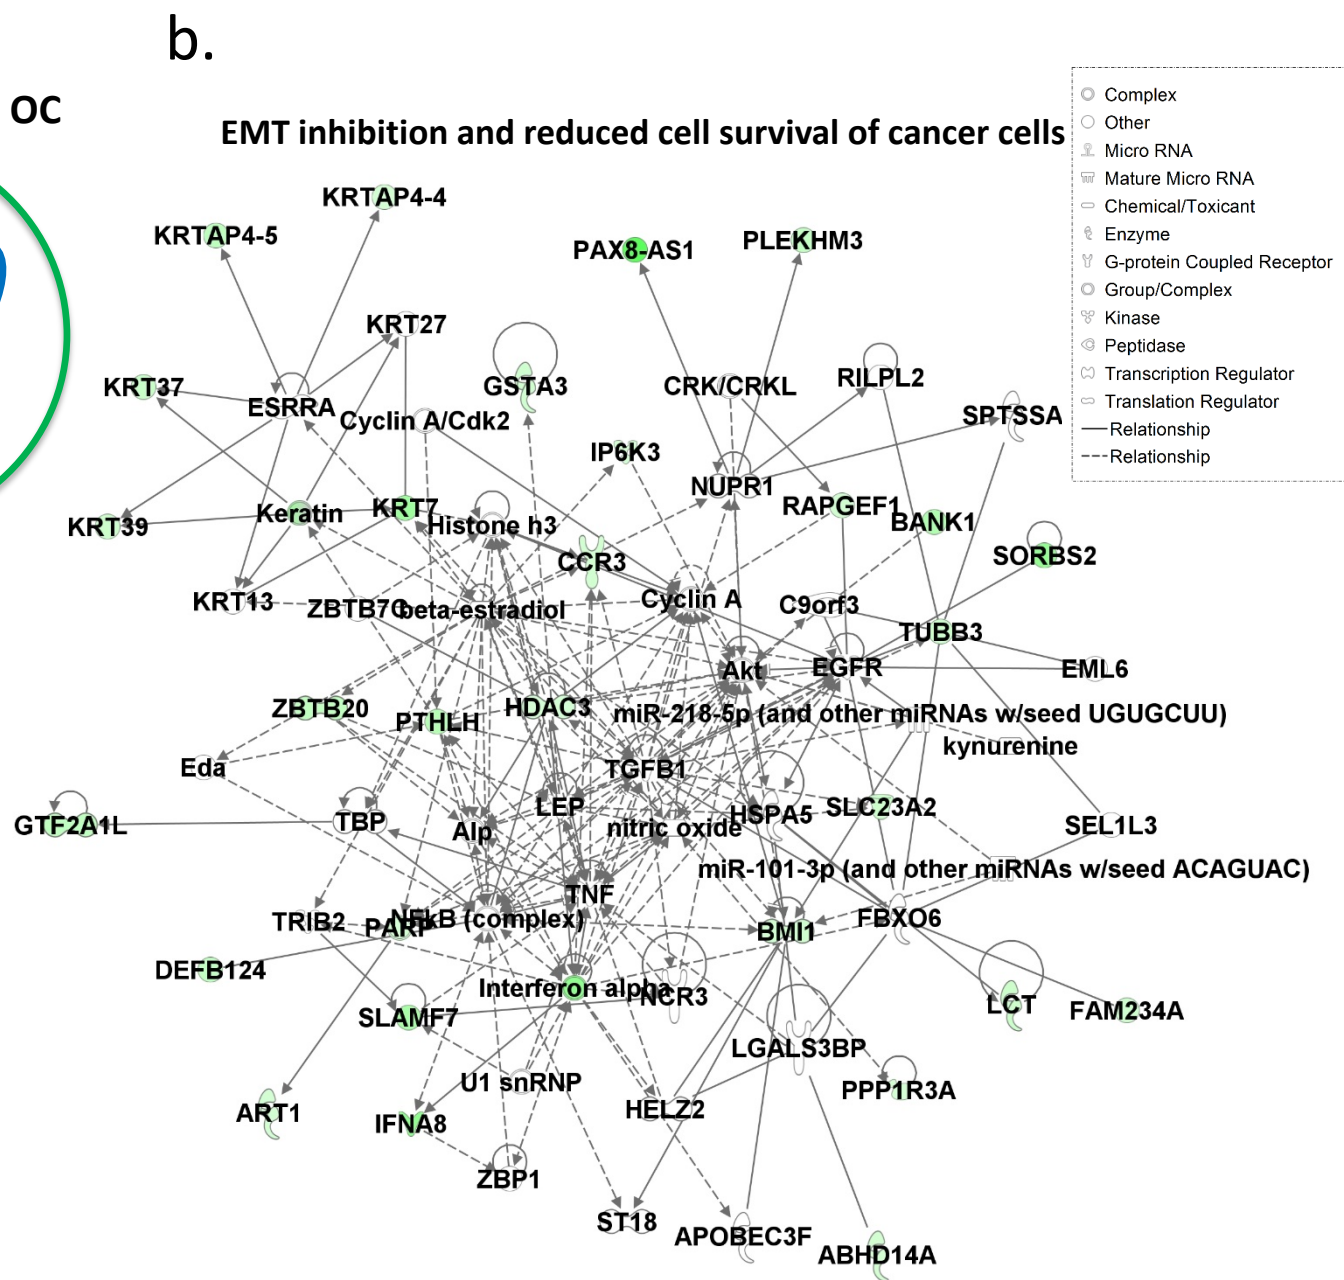 b.
OC
EMT inhibition and reduced cell survival of cancer cells
Complex
Other
Micro RNA
Mature Micro RNA
Chemical/Toxicant
Enzyme
G-protein Coupled Receptor
Group/Complex
Kinase
Peptidase
Transcription Regulator
Translation Regulator
Relationship
Relationship
KRTAP4-4
KRTAP4-5
PAX8-AS1
PLEKHM3
KRT27
KRT37
GSTA3
CRK/CRKL
RILPL2
ESRRA
Cyclin A/Cdk2
SPTSSA
IP6K3
NUPR1
KRT39
Keratin
KRT7
Histone h3
RAPGEF1
BANK1
CCR3
SORBS2
KRT13
ZBTB7C
beta-estradiol
Cyclin A
C9orf3
TUBB3
Akt
EGFR
EML6
ZBTB20
PTHLH
HDAC3
miR-218-5p (and other miRNAs w/seed UGUGCUU)
kynurenine
Eda
TGFB1
GTF2A1L
TBP
Alp
LEP
nitric oxide
HSPA5
SLC23A2
SEL1L3
miR-101-3p (and other miRNAs w/seed ACAGUAC)
TNF
TRIB2
PARP
NFkB (complex)
BMI1
FBXO6
DEFB124
Interferon alpha
NCR3
SLAMF7
LCT
FAM234A
LGALS3BP
U1 snRNP
PPP1R3A
ART1
IFNA8
HELZ2
ZBP1
ST18
APOBEC3F
ABHD14A